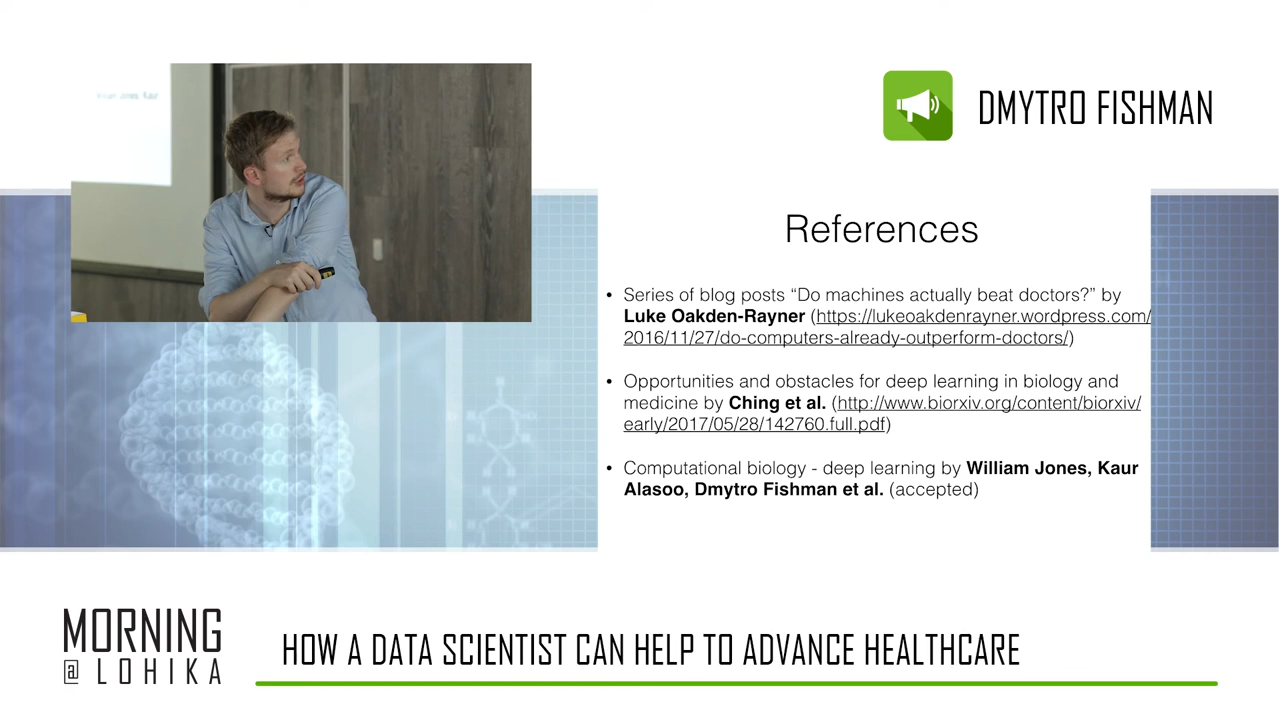 DMYTRO FISHMAN
References
• Series of blog posts “Do machines actually beat doctors?” by
Luke Oakden-Rayner (https://lukeoakdenrayner.wordpress.com/
2016/11/27/do-computers-already-outperform-doctors/)
• Opportunities and obstacles for deep learning in biology and
medicine by Ching et al. (http://www.biorxiv.org/content/biorxiv/
early/2017/05/28/142760.full.pdf)
• Computational biology - deep learning by William Jones, Kaur
Alasoo, Dmytro Fishman et al. (accepted)
MORNING
@ LOHIKA
HOW A DATA SCIENTIST CAN HELP TO ADVANCE HEALTHCARE